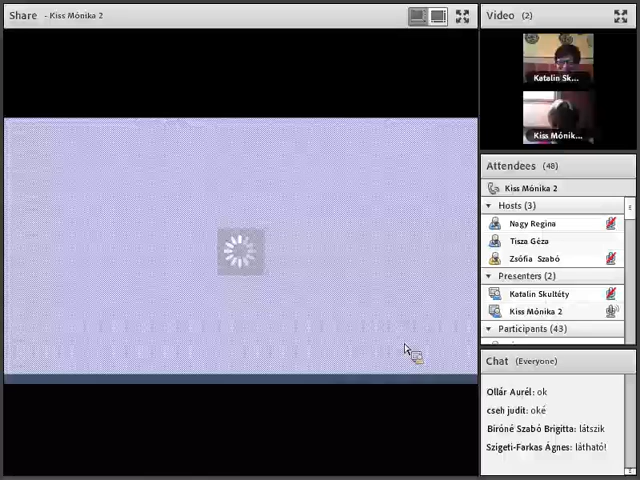 Share - Kiss Mónika 2
Video (2)
Katalin Sk...
Kiss Mónik...
Attendees (48)
Kiss Mónika 2
Hosts (3)
Nagy Regina
Tisza Géza
Zsófia Szabó
Presenters (2)
Katalin Skultéty
Kiss Mónika 2
Participants (43)
Chat (Everyone)
Ollár Aurél: ok
cseh judit: oké
Bíróné Szabó Brigitta: látszik
Szigeti-Farkas Ágnes: látható!